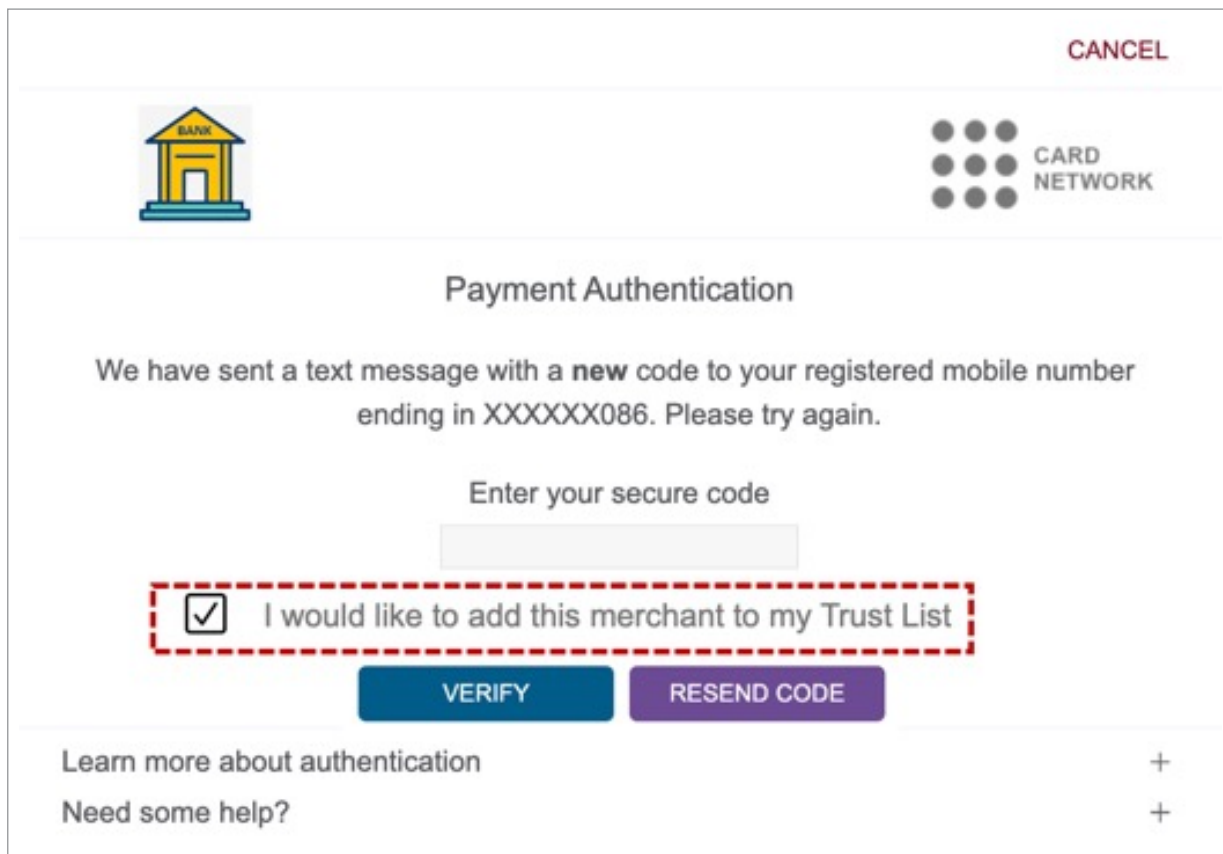 CANCEL
BANK
CARD
NETWORK
Payment Authentication
We have sent a text message with a new code to your registered mobile number
ending in XXXXXX086. Please try again.
Enter your secure code
I would like to add this merchant to my Trust List
VERIFY
RESEND CODE
Learn more about authentication
Need some help?